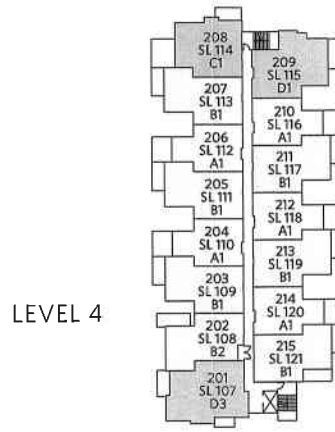 208
SL 114
C1
207
SL 113
B1
206
SL 112
A1
205
SL 111
B1
204
SL 110
A1
203
SL 109
B1
202
SL 108
B2
201
SL 107
D3
209
SL 115
D1
210
SL 116
A1
211
SL 117
B1
212
SL 118
A1
213
SL 119
B1
214
SL 120
A1
215
SL 121
B1
LEVEL 4